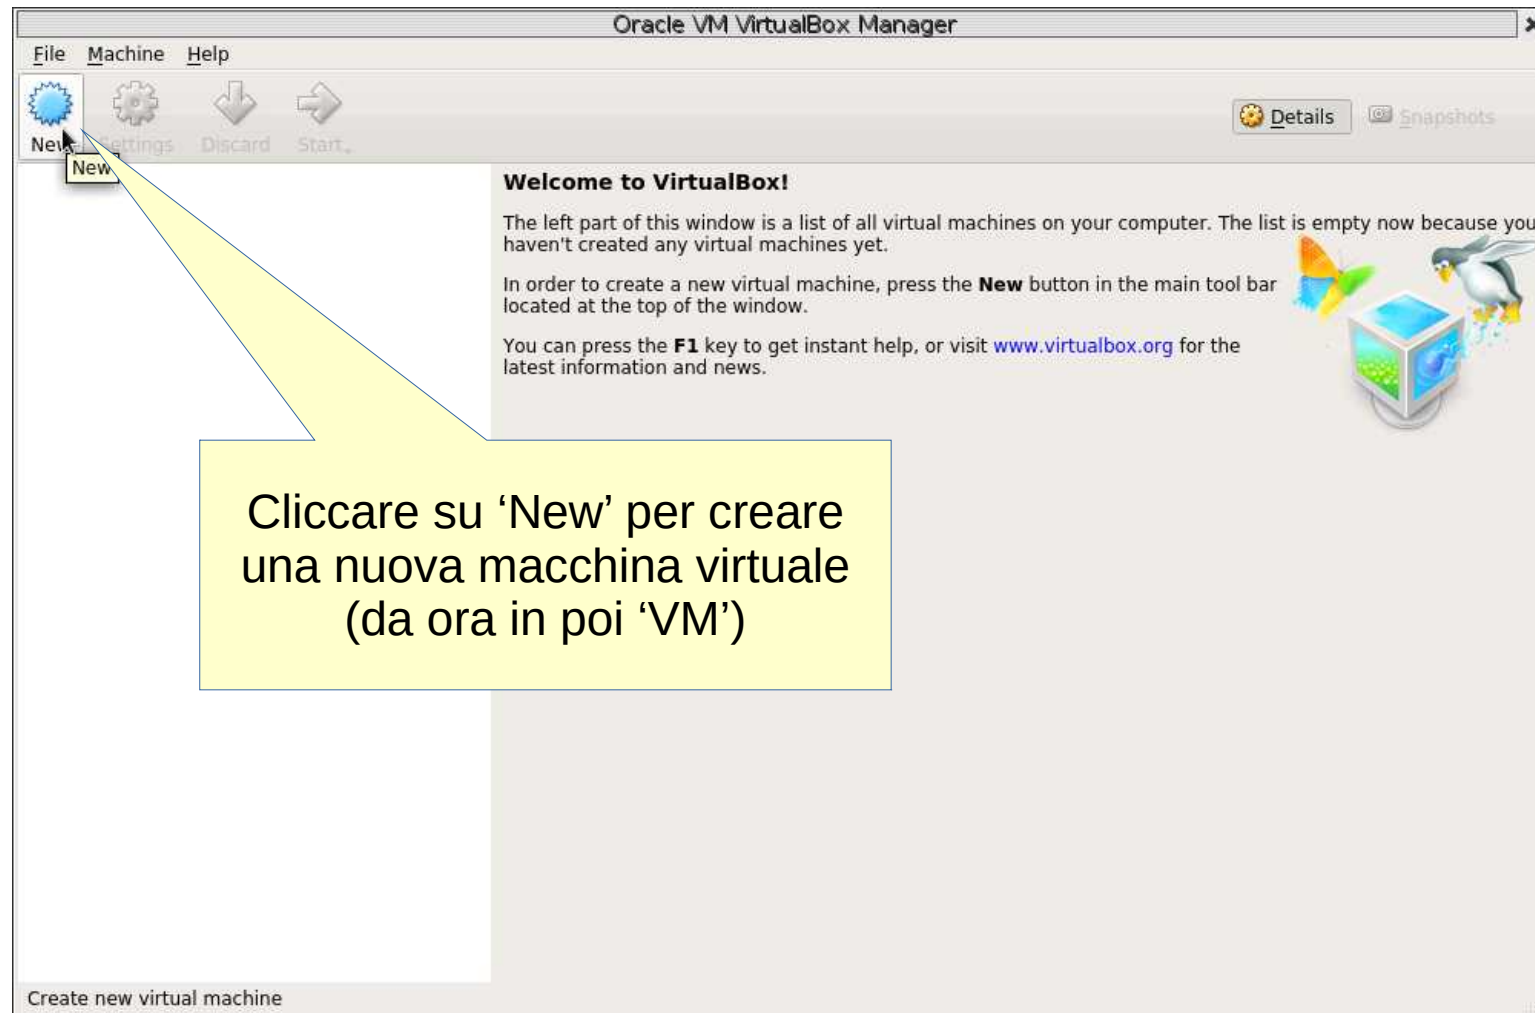 Oracle VM VirtualBox Manager
File Machine Help
New Settings Discard Start
Details Snapshots
New
Welcome to VirtualBox!
The left part of this window is a list of all virtual machines on your computer. The list is empty now because you
haven't created any virtual machines yet.
In order to create a new virtual machine, press the New button in the main tool bar
located at the top of the window.
You can press the F1 key to get instant help, or visit www.virtualbox.org for the
latest information and news.
Cliccare su ‘New’ per creare
una nuova macchina virtuale
(da ora in poi ‘VM’)
Create new virtual machine